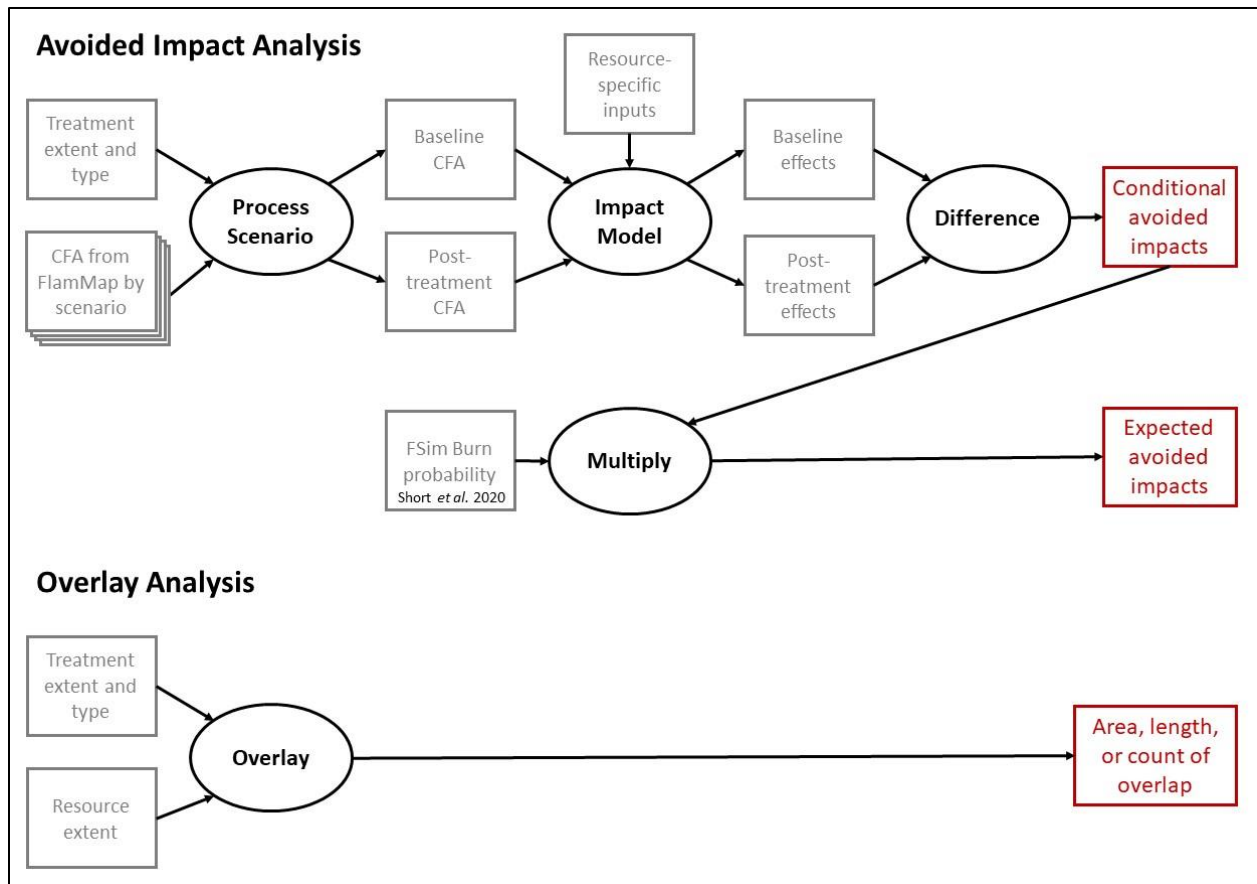 Avoided Impact Analysis
Treatment
extent and
type
CFA from
FlamMap by
scenario
Process
Scenario
Baseline
CFA
Post-
treatment
CFA
Resource-
specific
inputs
Impact
Model
Baseline
effects
Post-
treatment
effects
Difference
Conditional
avoided
impacts
FSim Burn
probability
Short et al. 2020
Multiply
Expected
avoided
impacts
Overlay Analysis
Treatment
extent and
type
Resource
extent
Overlay
Area, length,
or count of
overlap